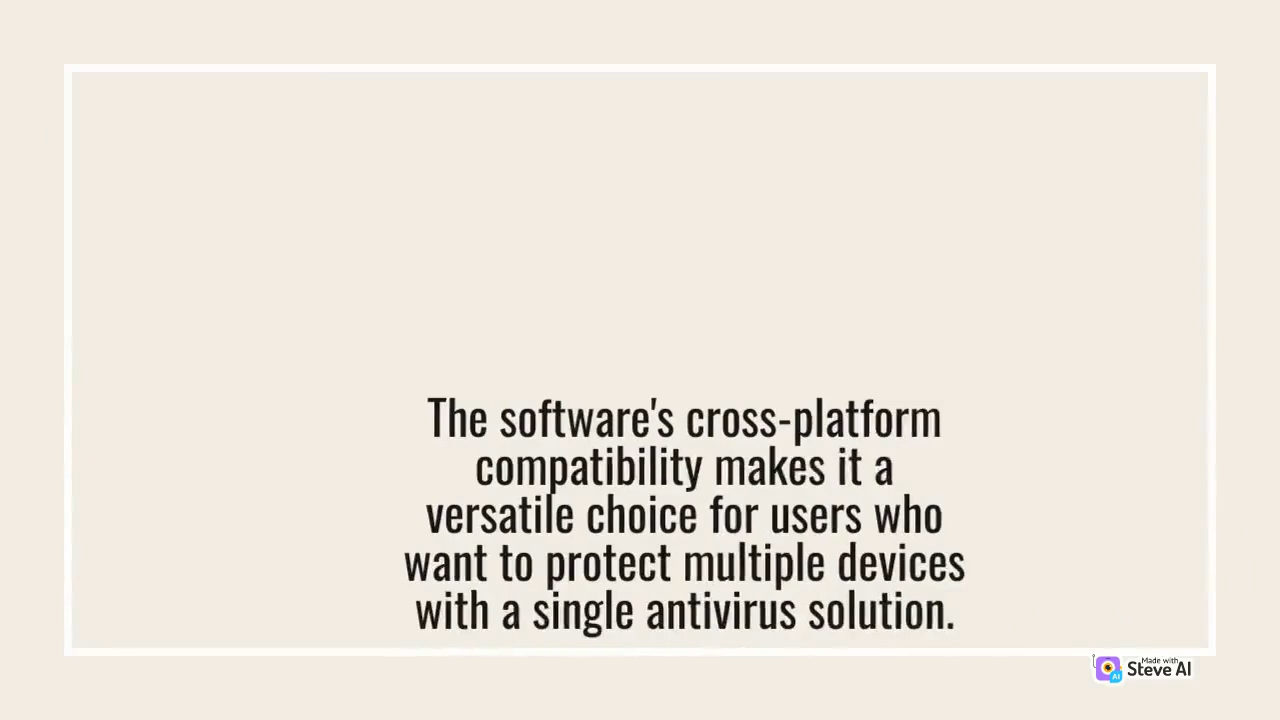 The software's cross-platform
compatibility makes it a
versatile choice for users who
want to protect multiple devices
with a single antivirus solution.
Made with
Steve AI
AI